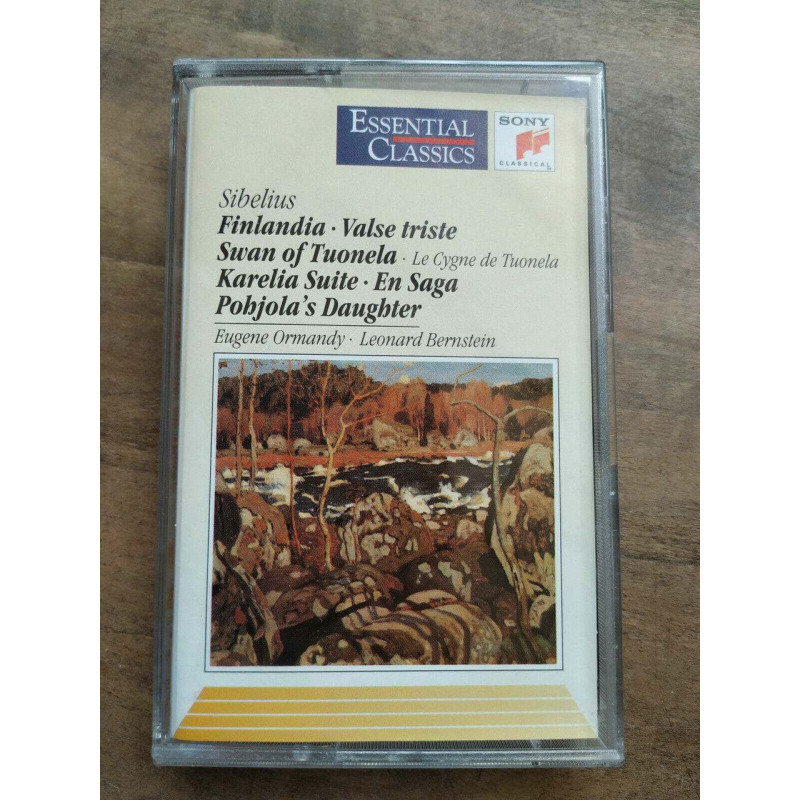 ESSENTIAL
CLASSICS
SONY
CLASSICAL
Sibelius
Finlandia · Valse triste
Swan of Tuonela · Le Cygne de Tuonela
Karelia Suite · En Saga
Pohjola's Daughter
Eugene Ormandy · Leonard Bernstein